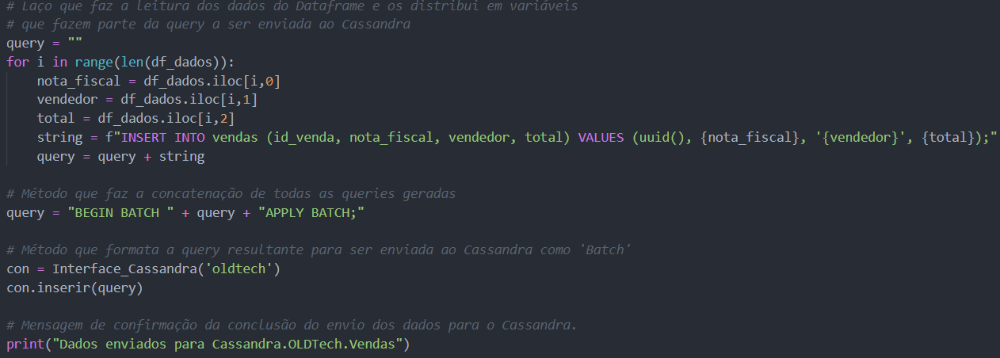 # Laço que faz a leitura dos dados do Dataframe e os distribui em variáveis
# que fazem parte da query a ser enviada ao Cassandra
query = ""
for i in range(len(df_dados)):
    nota_fiscal = df_dados.iloc[i,0]
    vendedor = df_dados.iloc[i,1]
    total = df_dados.iloc[i,2]
    string = f"INSERT INTO vendas (id_venda, nota_fiscal, vendedor, total) VALUES (uuid(), {nota_fiscal}, '{vendedor}', {total});"
    query = query + string
# Método que faz a concatenação de todas as queries geradas
query = "BEGIN BATCH " + query + "APPLY BATCH;"
# Método que formata a query resultante para ser enviada ao Cassandra como 'Batch'
con = Interface_Cassandra('oldtech')
con.inserir(query)
# Mensagem de confirmação da conclusão do envio dos dados para o Cassandra.
print("Dados enviados para Cassandra.OLDTech.Vendas")